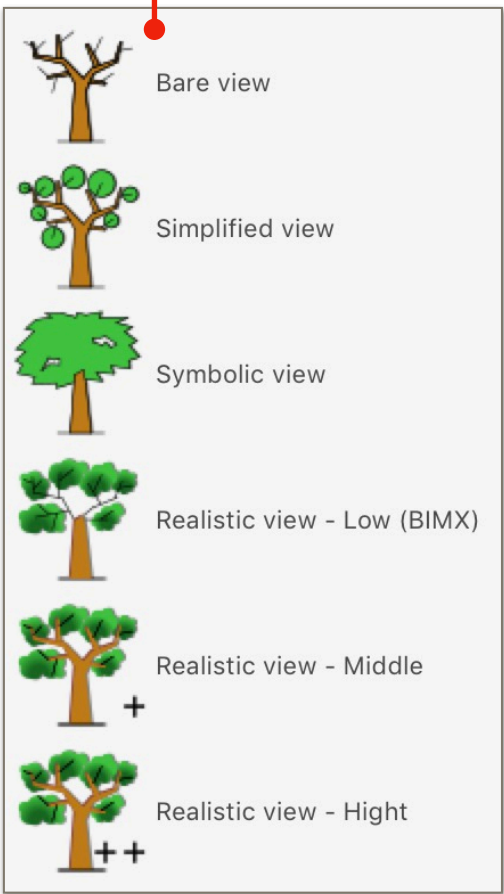 Bare view
Simplified view
Symbolic view
Realistic view - Low (BIMX)
Realistic view - Middle
+
Realistic view - Hight
++